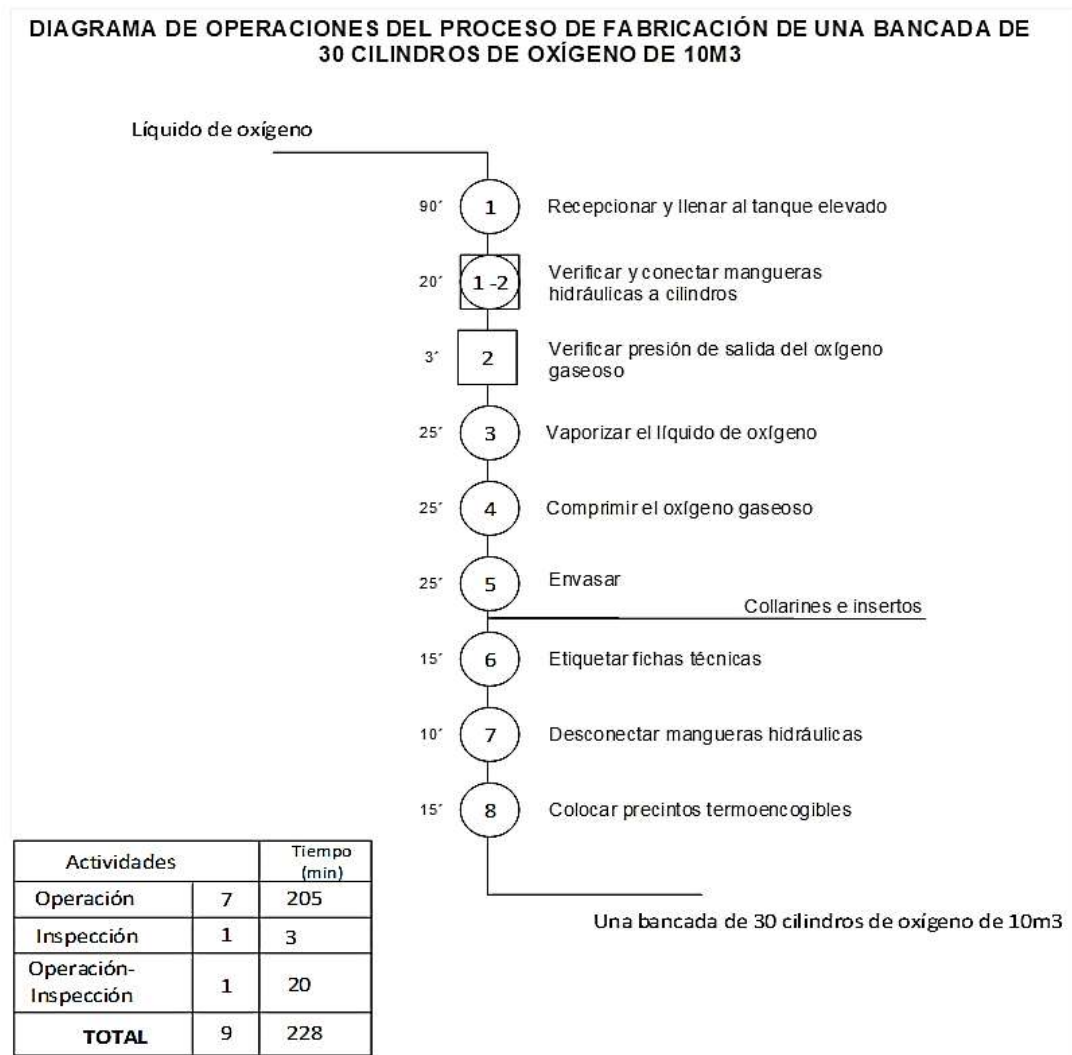 DIAGRAMA DE OPERACIONES DEL PROCESO DE FABRICACIÓN DE UNA BANCADA DE
30 CILINDROS DE OXÍGENO DE 10M3
Líquido de oxígeno
90´ 1 Recepcionar y llenar al tanque elevado
20´ 1 -2 Verificar y conectar mangueras
hidráulicas a cilindros
3´ 2 Verificar presión de salida del oxígeno
gaseoso
25´ 3 Vaporizar el líquido de oxígeno
25´ 4 Comprimir el oxígeno gaseoso
25´ 5 Envasar
Collarines e insertos
15´ 6 Etiquetar fichas técnicas
10´ 7 Desconectar mangueras hidráulicas
15´ 8 Colocar precintos termoencogibles
Una bancada de 30 cilindros de oxígeno de 10m3
Actividades Tiempo
(min)
Operación 7 205
Inspección 1 3
Operación-
Inspección 1 20
TOTAL 9 228